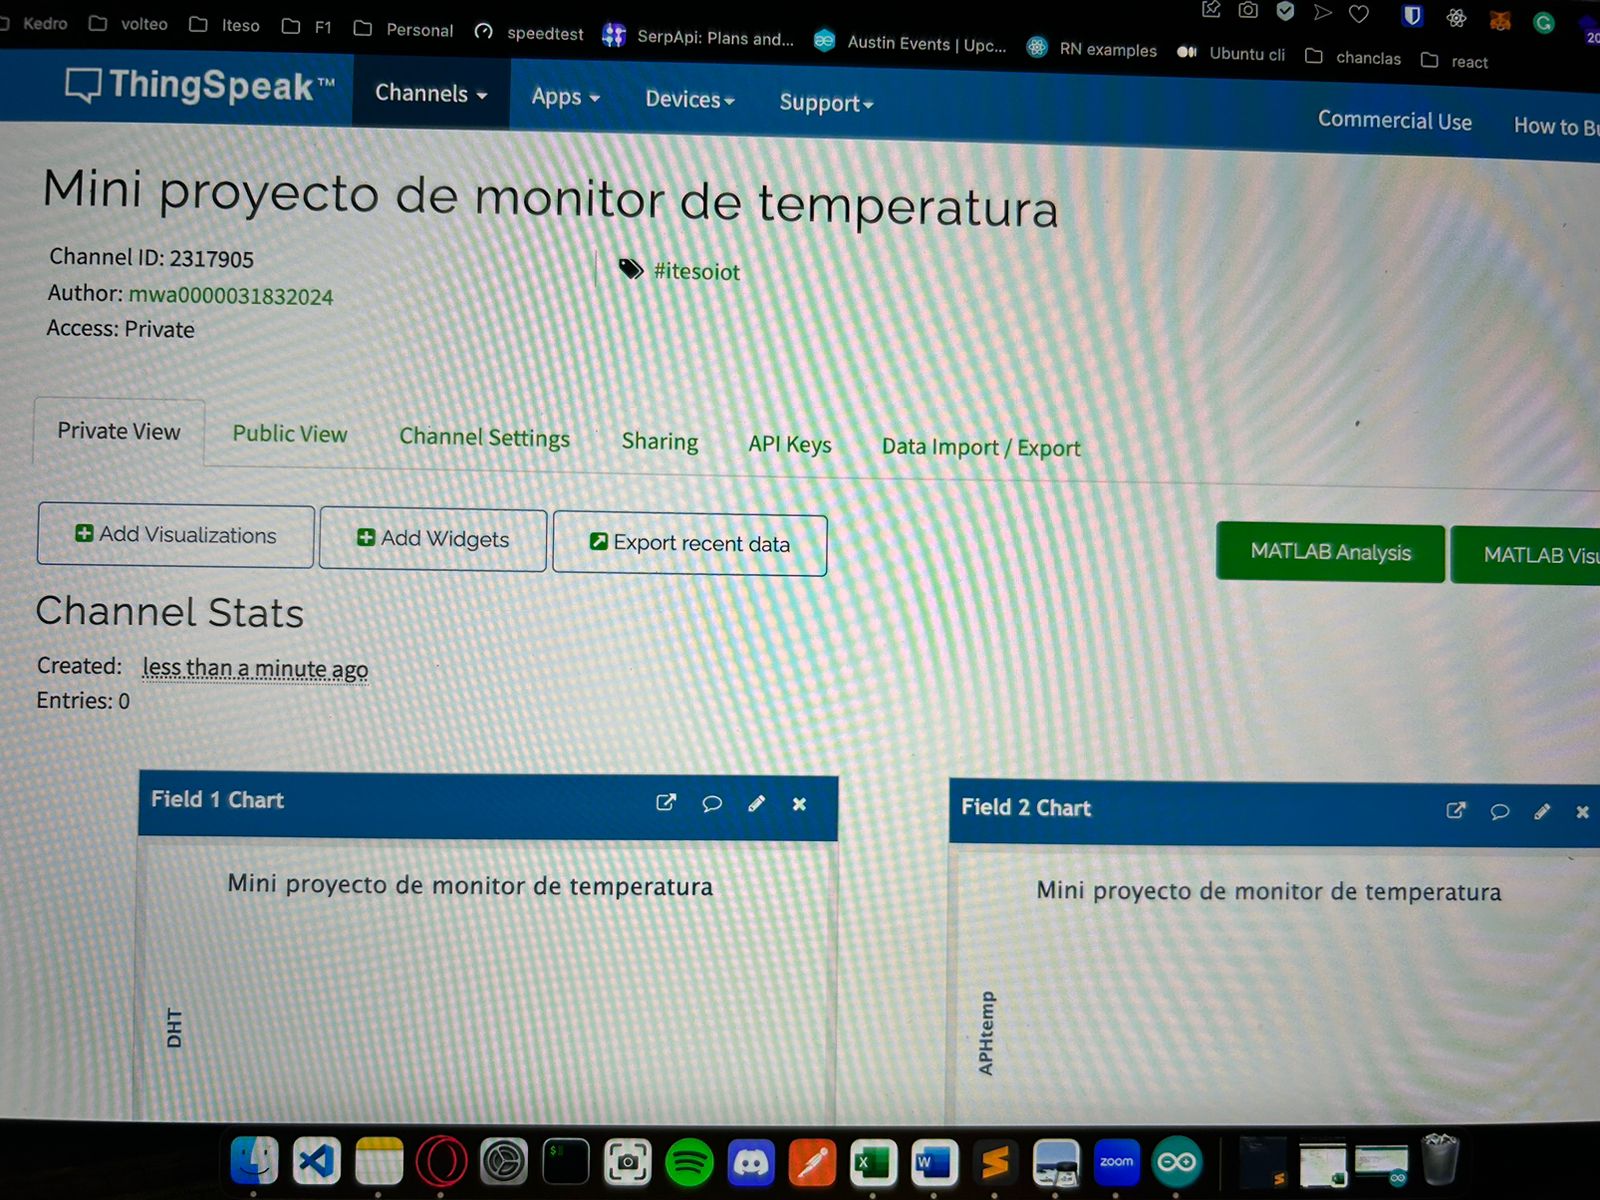 Kedro volteo Iteso F1 Personal speedtest SerpApi: Plans and... Austin Events | Upc... RN examples Ubuntu cli chanclas react
20
ThingSpeak™ Channels Apps Devices Support Commercial Use How to Bu
Mini proyecto de monitor de temperatura
Channel ID: 2317905
Author: mwa0000031832024
Access: Private
#itesoiot
Private View Public View Channel Settings Sharing API Keys Data Import / Export
Add Visualizations Add Widgets Export recent data MATLAB Analysis MATLAB Visu
Channel Stats
Created: less than a minute ago
Entries: 0
Field 1 Chart
Mini proyecto de monitor de temperatura
DHT
Field 2 Chart
Mini proyecto de monitor de temperatura
APHtemp
zoom